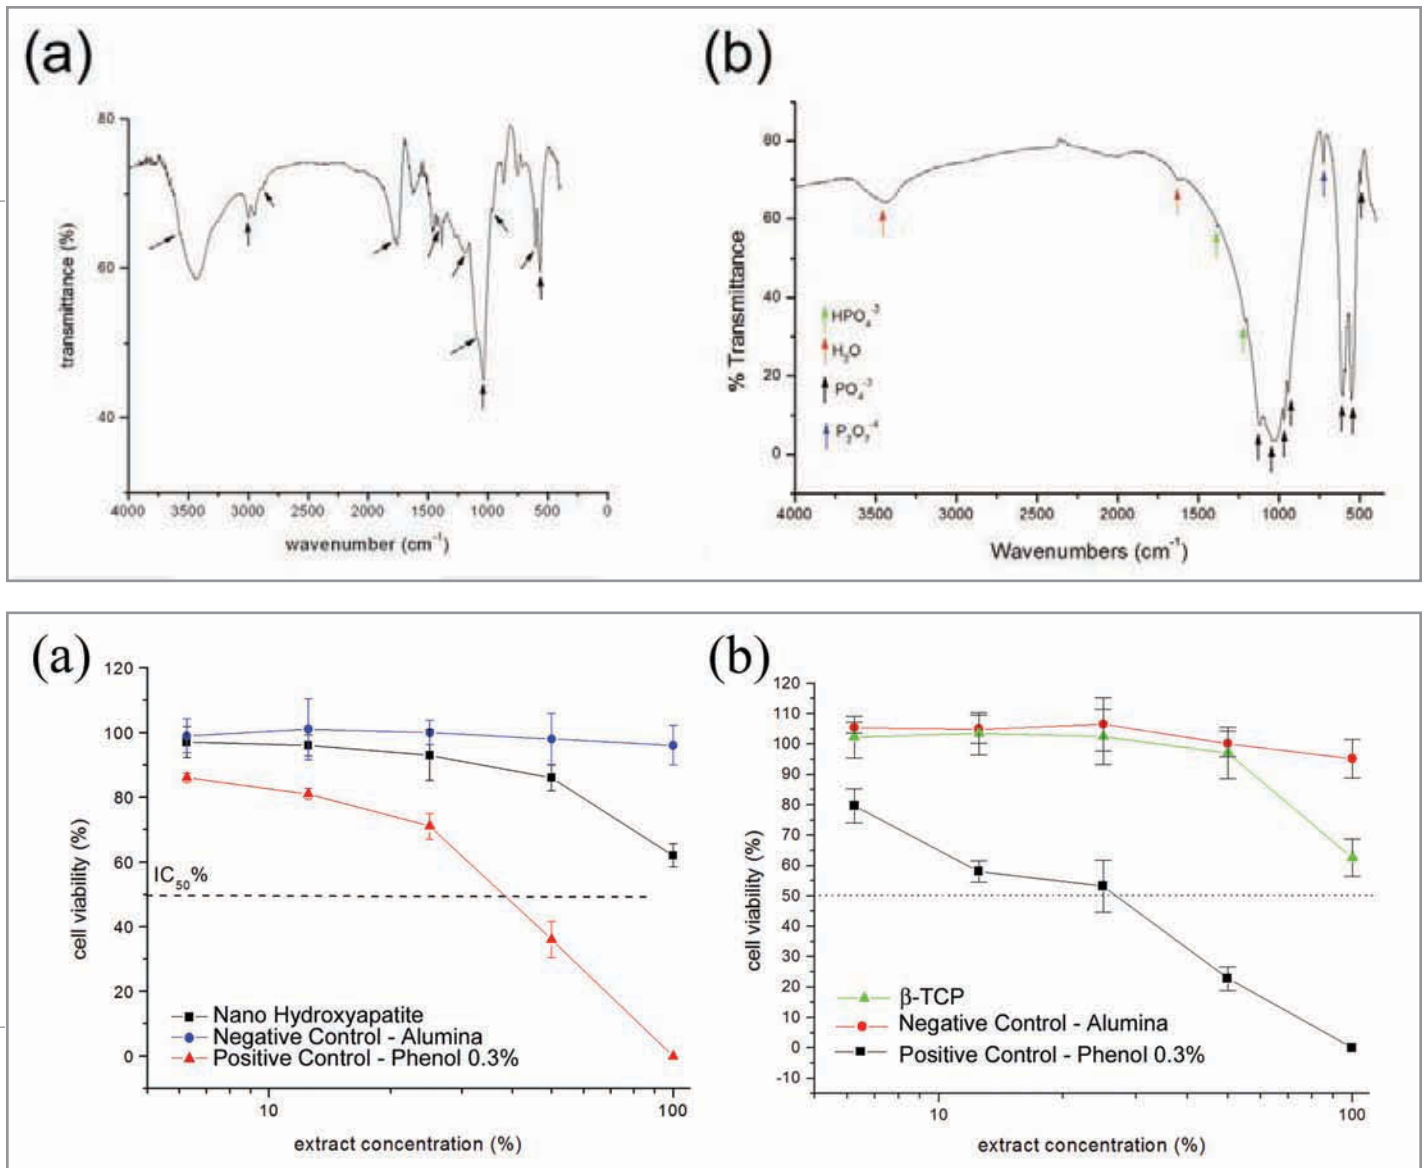 (a)
80
60
40
transmittance (%)
4000 3500 3000 2500 2000 1500 1000 500 0
wavenumber (cm⁻¹)
(b)
80
60
40
20
0
% Transmittance
HPO₄⁻³
H₂O
PO₄⁻³
P₂O₇⁻⁴
4000 3500 3000 2500 2000 1500 1000 500
Wavenumbers (cm⁻¹)
(a)
120
100
80
60
40
20
0
cell viability (%)
IC₅₀%
Nano Hydroxyapatite
Negative Control - Alumina
Positive Control - Phenol 0.3%
10 100
extract concentration (%)
(b)
120
110
100
90
80
70
60
50
40
30
20
10
0
-10
cell viability (%)
β-TCP
Negative Control - Alumina
Positive Control - Phenol 0.3%
10 100
extract concentration (%)